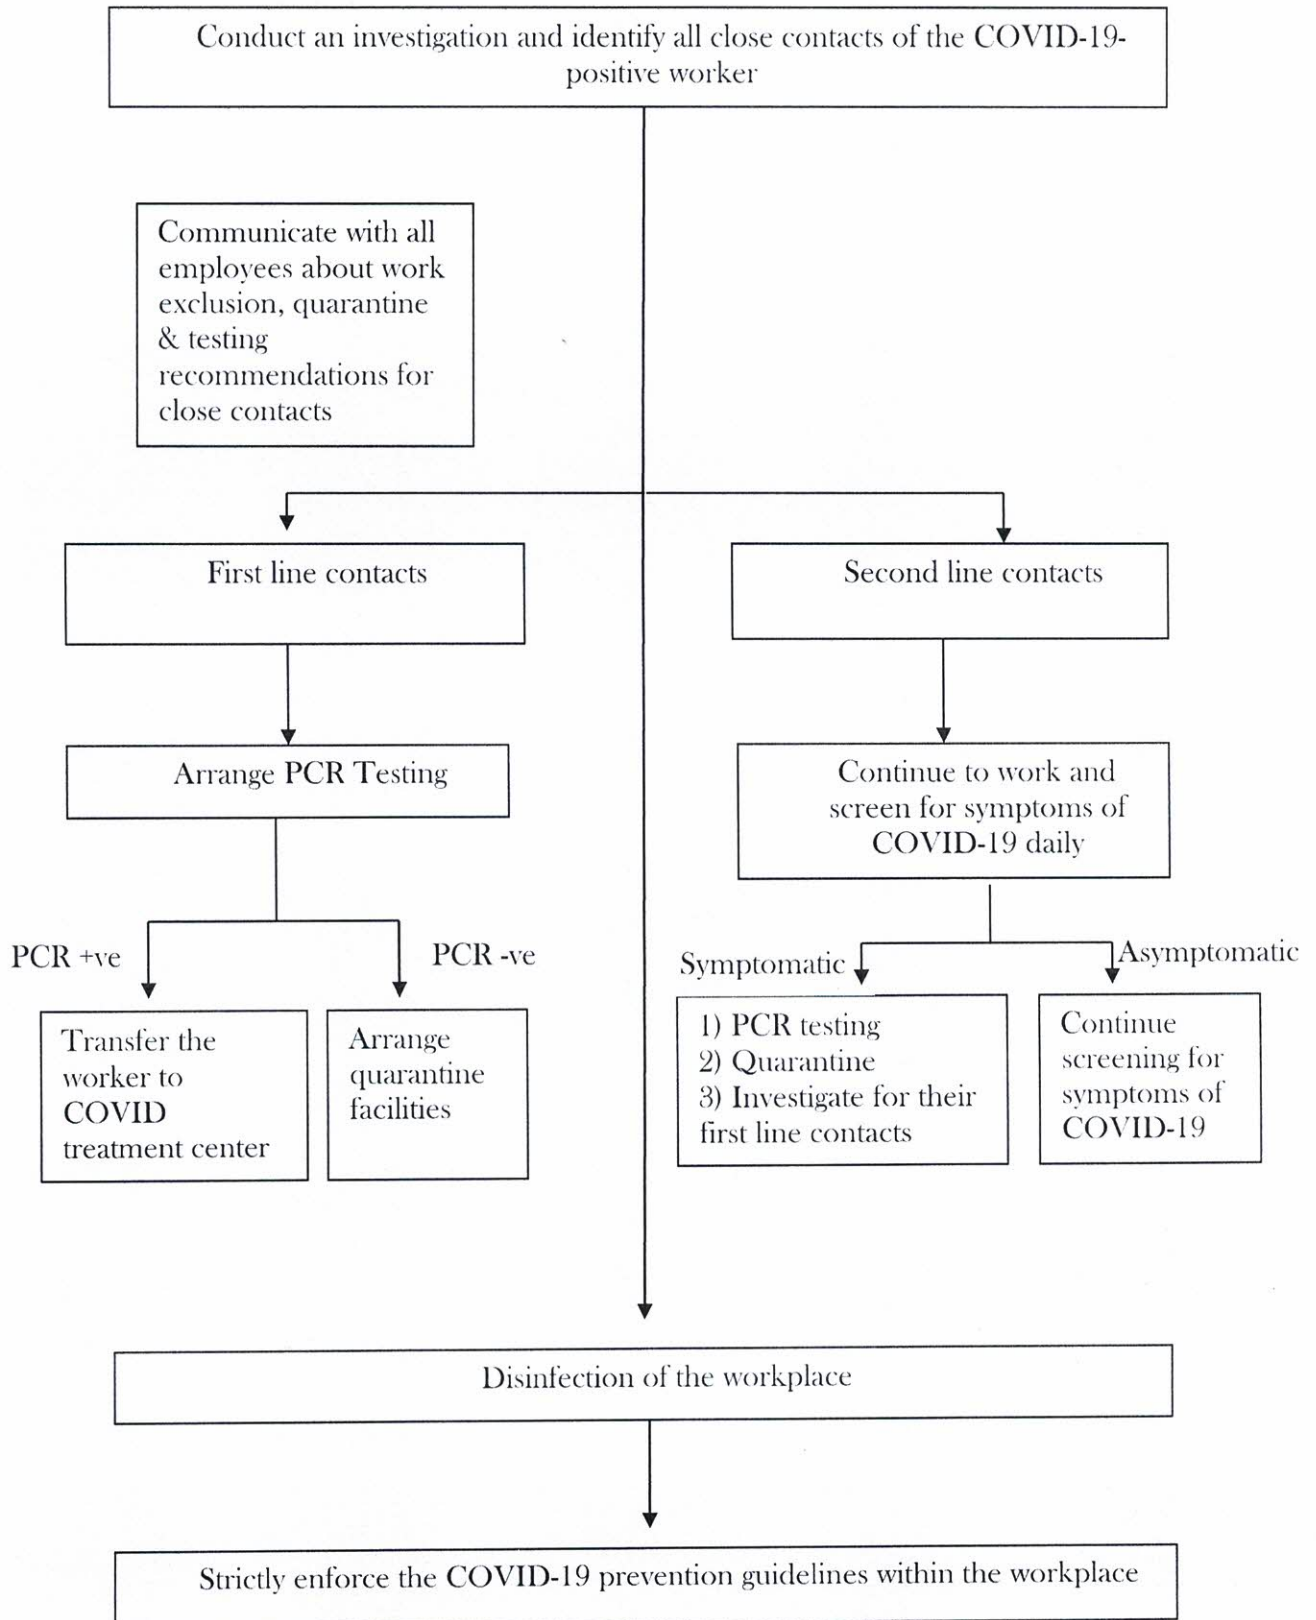 Conduct an investigation and identify all close contacts of the COVID-19-
positive worker
Communicate with all
employees about work
exclusion, quarantine
& testing
recommendations for
close contacts
First line contacts
Second line contacts
Arrange PCR Testing
Continue to work and
screen for symptoms of
COVID-19 daily
PCR +ve
PCR -ve
Symptomatic
Asymptomatic
Transfer the
worker to
COVID
treatment center
Arrange
quarantine
facilities
1) PCR testing
2) Quarantine
3) Investigate for their
first line contacts
Continue
screening for
symptoms of
COVID-19
Disinfection of the workplace
Strictly enforce the COVID-19 prevention guidelines within the workplace